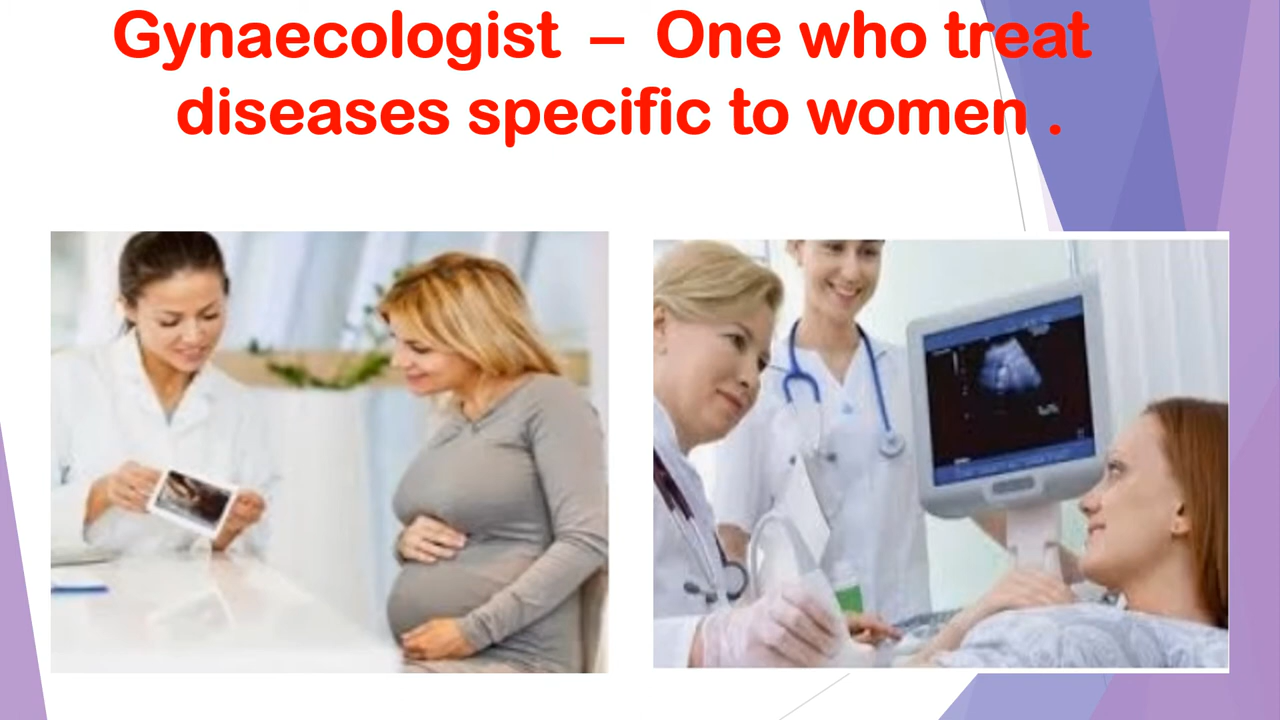 Gynaecologist – One who treat
diseases specific to women .